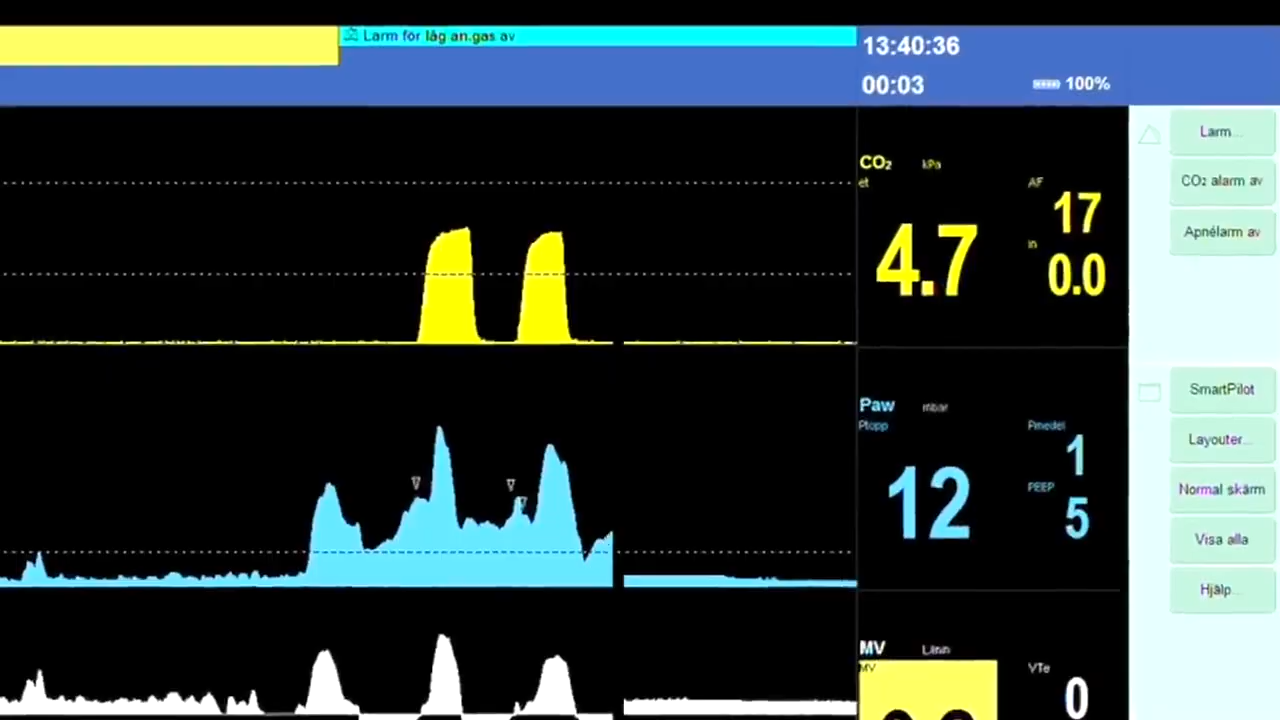 Larm för låg an.gas av
13:40:36
00:03
100%
Larm...
CO₂ alarm av
Apnélarm av
CO₂ kPa
et
AF
17
4.7
in
0.0
SmartPilot
Layouter...
Normal skärm
Visa alla
Hjälp...
Paw mbar
Ptopp
Pmedel
1
12
PEEP
5
MV L/min
MV
VTe
0